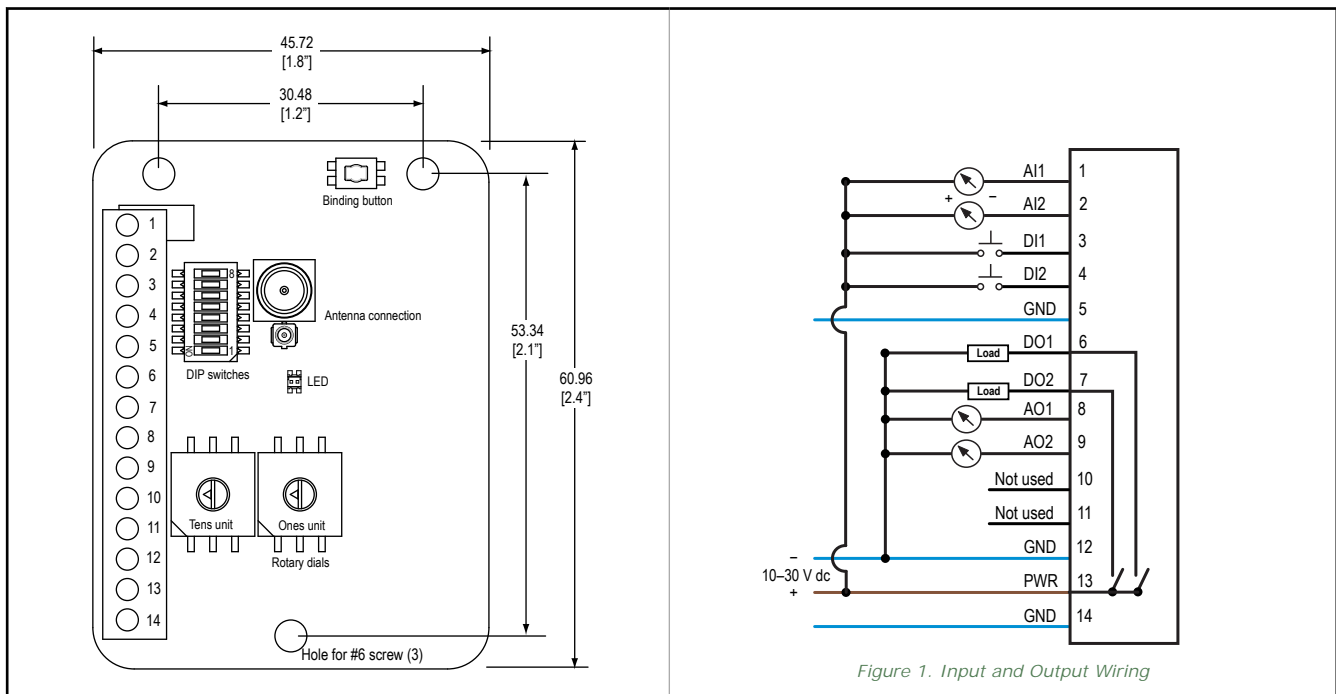 45.72
[1.8”]
30.48
[1.2”]
Binding button
1
2
3
4
5
6
7
8
9
10
11
12
13
14
8
ON
1
DIP switches
Antenna connection
LED
53.34
[2.1”]
60.96
[2.4”]
Tens unit
Ones unit
Rotary dials
Hole for #6 screw (3)
AI1 1
+ –
AI2 2
DI1 3
DI2 4
GND 5
Load DO1 6
Load DO2 7
AO1 8
AO2 9
Not used 10
Not used 11
– GND 12
10–30 V dc
+ PWR 13
GND 14
Figure 1. Input and Output Wiring